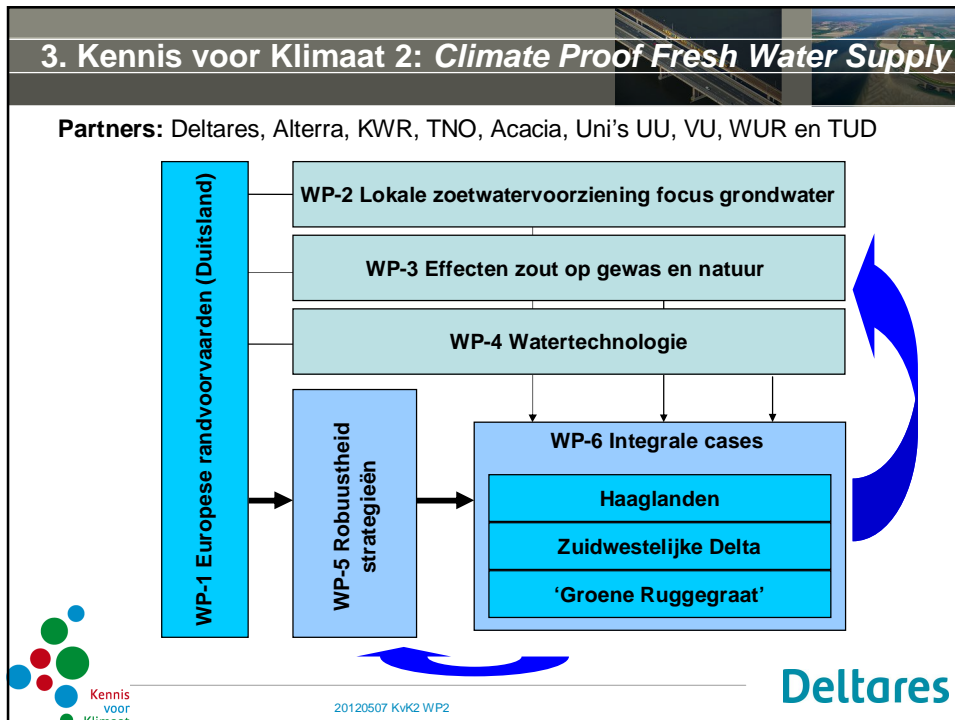 3. Kennis voor Klimaat 2: Climate Proof Fresh Water Supply
Partners: Deltares, Alterra, KWR, TNO, Acacia, Uni's UU, VU, WUR en TUD
WP-1 Europese randvoorvaarden (Duitsland)
WP-2 Lokale zoetwatervoorziening focus grondwater
WP-3 Effecten zout op gewas en natuur
WP-4 Watertechnologie
WP-5 Robuustheid
strategieën
WP-6 Integrale cases
Haaglanden
Zuidwestelijke Delta
‘Groene Ruggegraat’
Kennis
voor
Klimaat
20120507 KvK2 WP2
Deltares